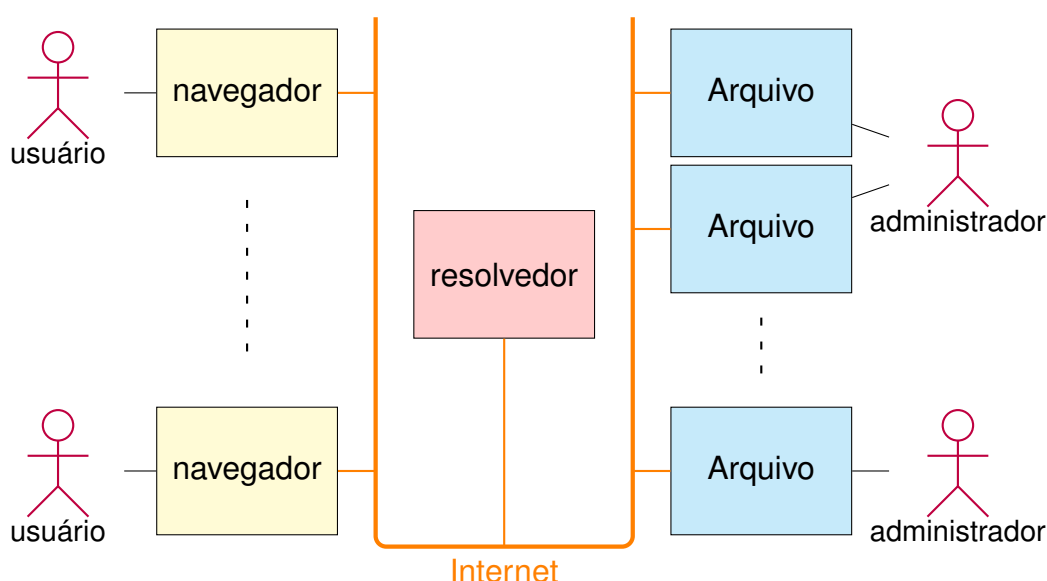 navegador
usuário
Arquivo
Arquivo
administrador
resolvedor
navegador
usuário
Arquivo
administrador
Internet